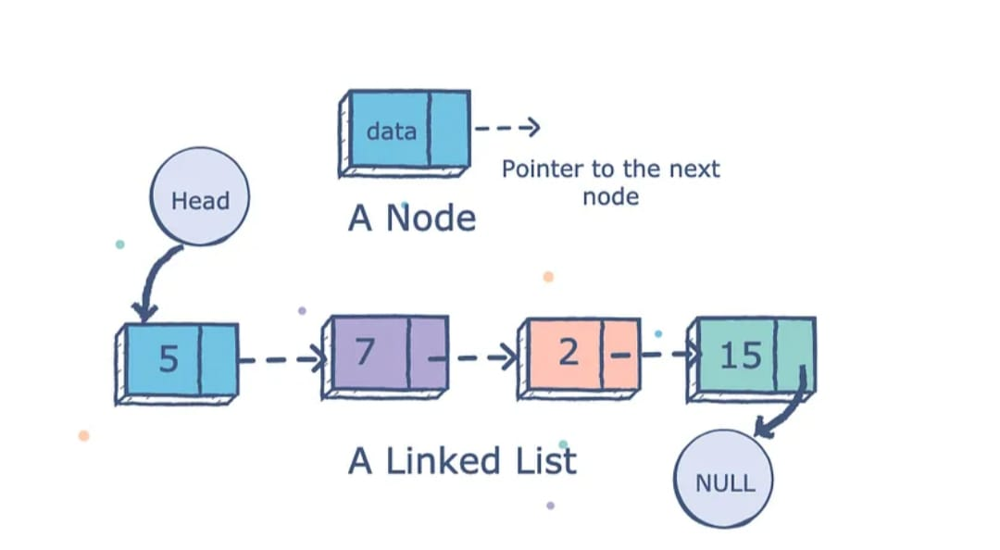 data
Pointer to the next
node
A Node
Head
5
7
2
15
A Linked List
NULL